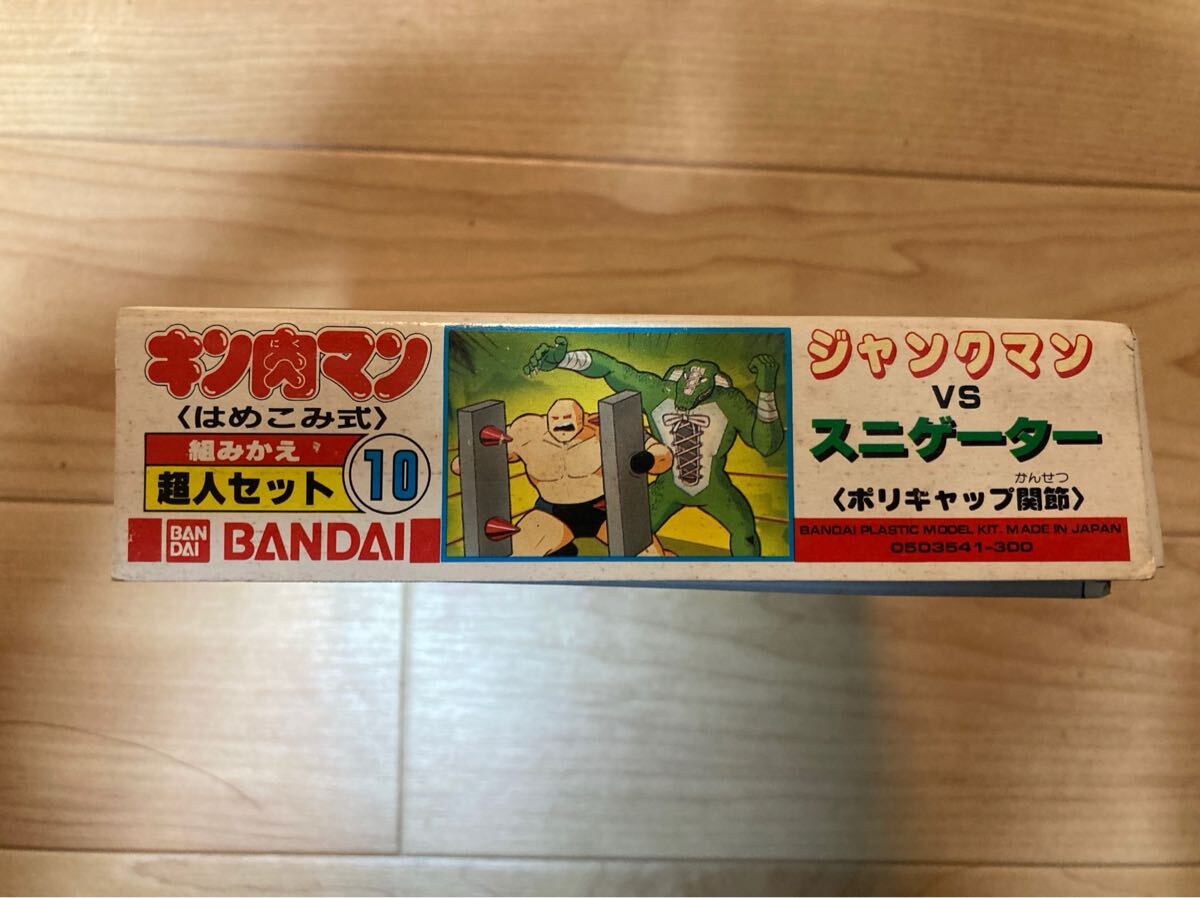 にく
キン肉マン
〈はめこみ式〉
組みかえ
超人セット
10
BAN
DAI
BANDAI
ジャンクマン
VS
スニゲーター
かんせつ
〈ポリキャップ関節〉
BANDAI PLASTIC MODEL KIT. MADE IN JAPAN
0503541-300